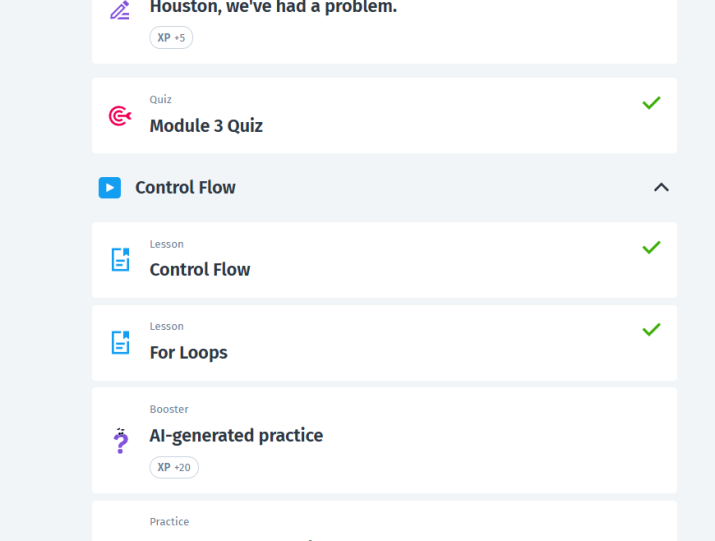 Houston, we've had a problem.
XP +5
Quiz
Module 3 Quiz
Control Flow
Lesson
Control Flow
Lesson
For Loops
Booster
AI-generated practice
XP +20
Practice